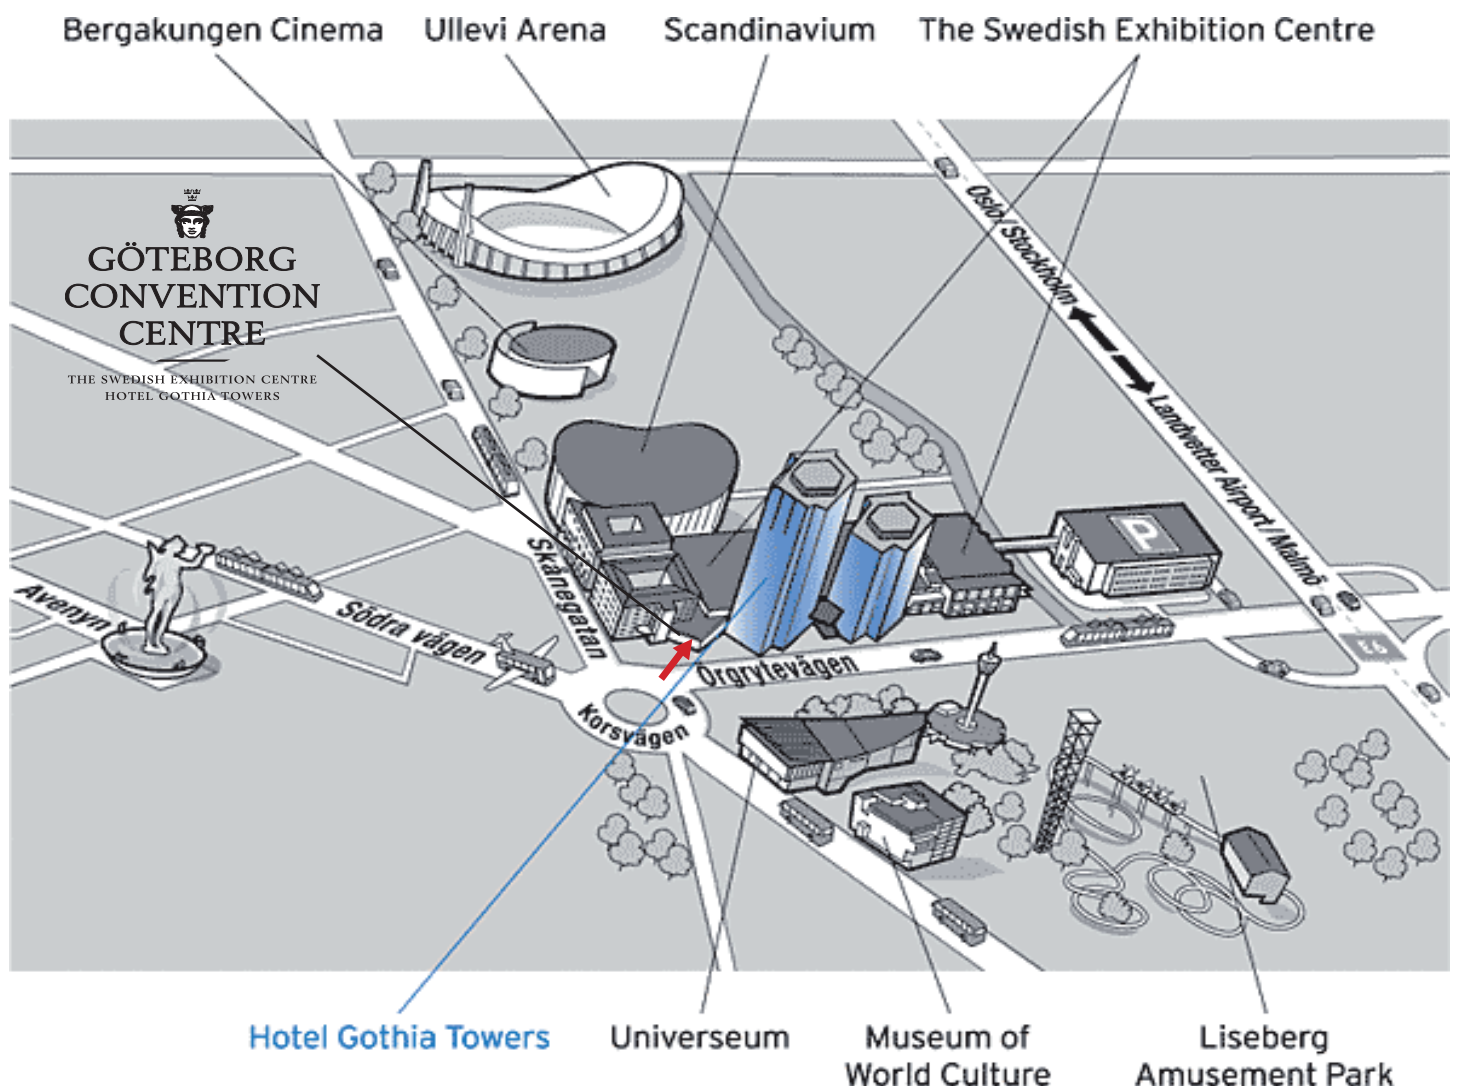 Bergakungen Cinema
Ullevi Arena
Scandinavium
The Swedish Exhibition Centre
GÖTEBORG
CONVENTION
CENTRE
THE SWEDISH EXHIBITION CENTRE
HOTEL GOTHIA TOWERS
Oslo/Stockholm
Landvetter Airport/Malmö
E6
P
Skånegatan
Avenyn
Södra vägen
Örgrytevägen
Korsvägen
Hotel Gothia Towers
Universeum
Museum of
World Culture
Liseberg
Amusement Park